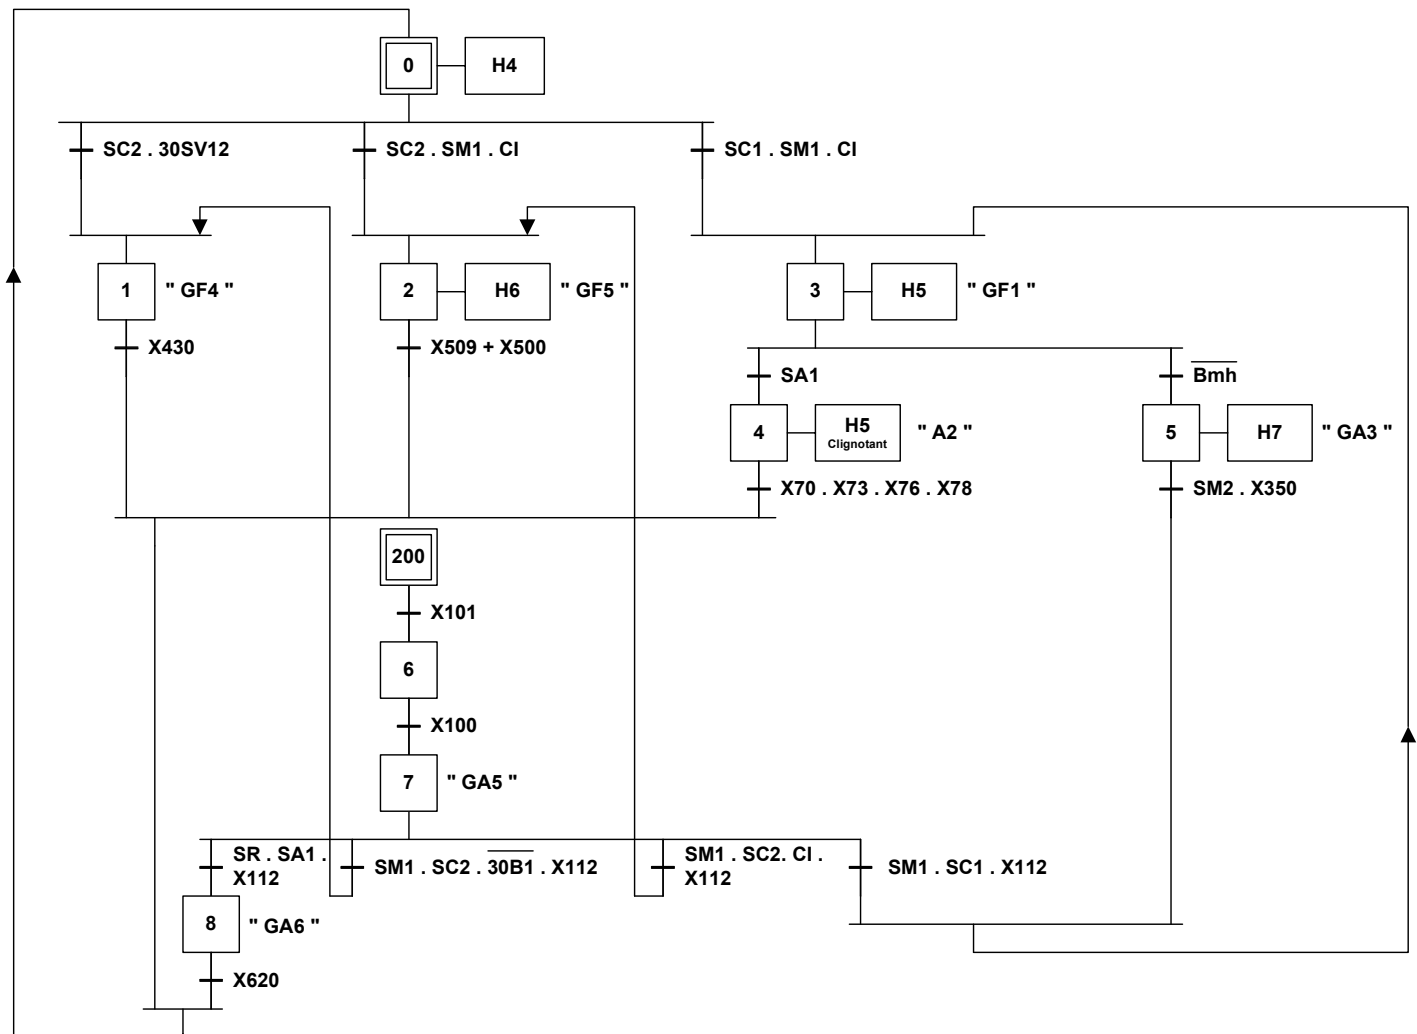 0
H4
SC2 . 30SV12
SC2 . SM1 . CI
SC1 . SM1 . CI
1
" GF4 "
2
H6
" GF5 "
3
H5
" GF1 "
X430
X509 + X500
SA1
Bmh
4
H5
Clignotant
" A2 "
5
H7
" GA3 "
X70 . X73 . X76 . X78
SM2 . X350
200
X101
6
X100
7
" GA5 "
SR . SA1 .
X112
SM1 . SC2 . 30B1 . X112
SM1 . SC2. CI .
X112
SM1 . SC1 . X112
8
" GA6 "
X620